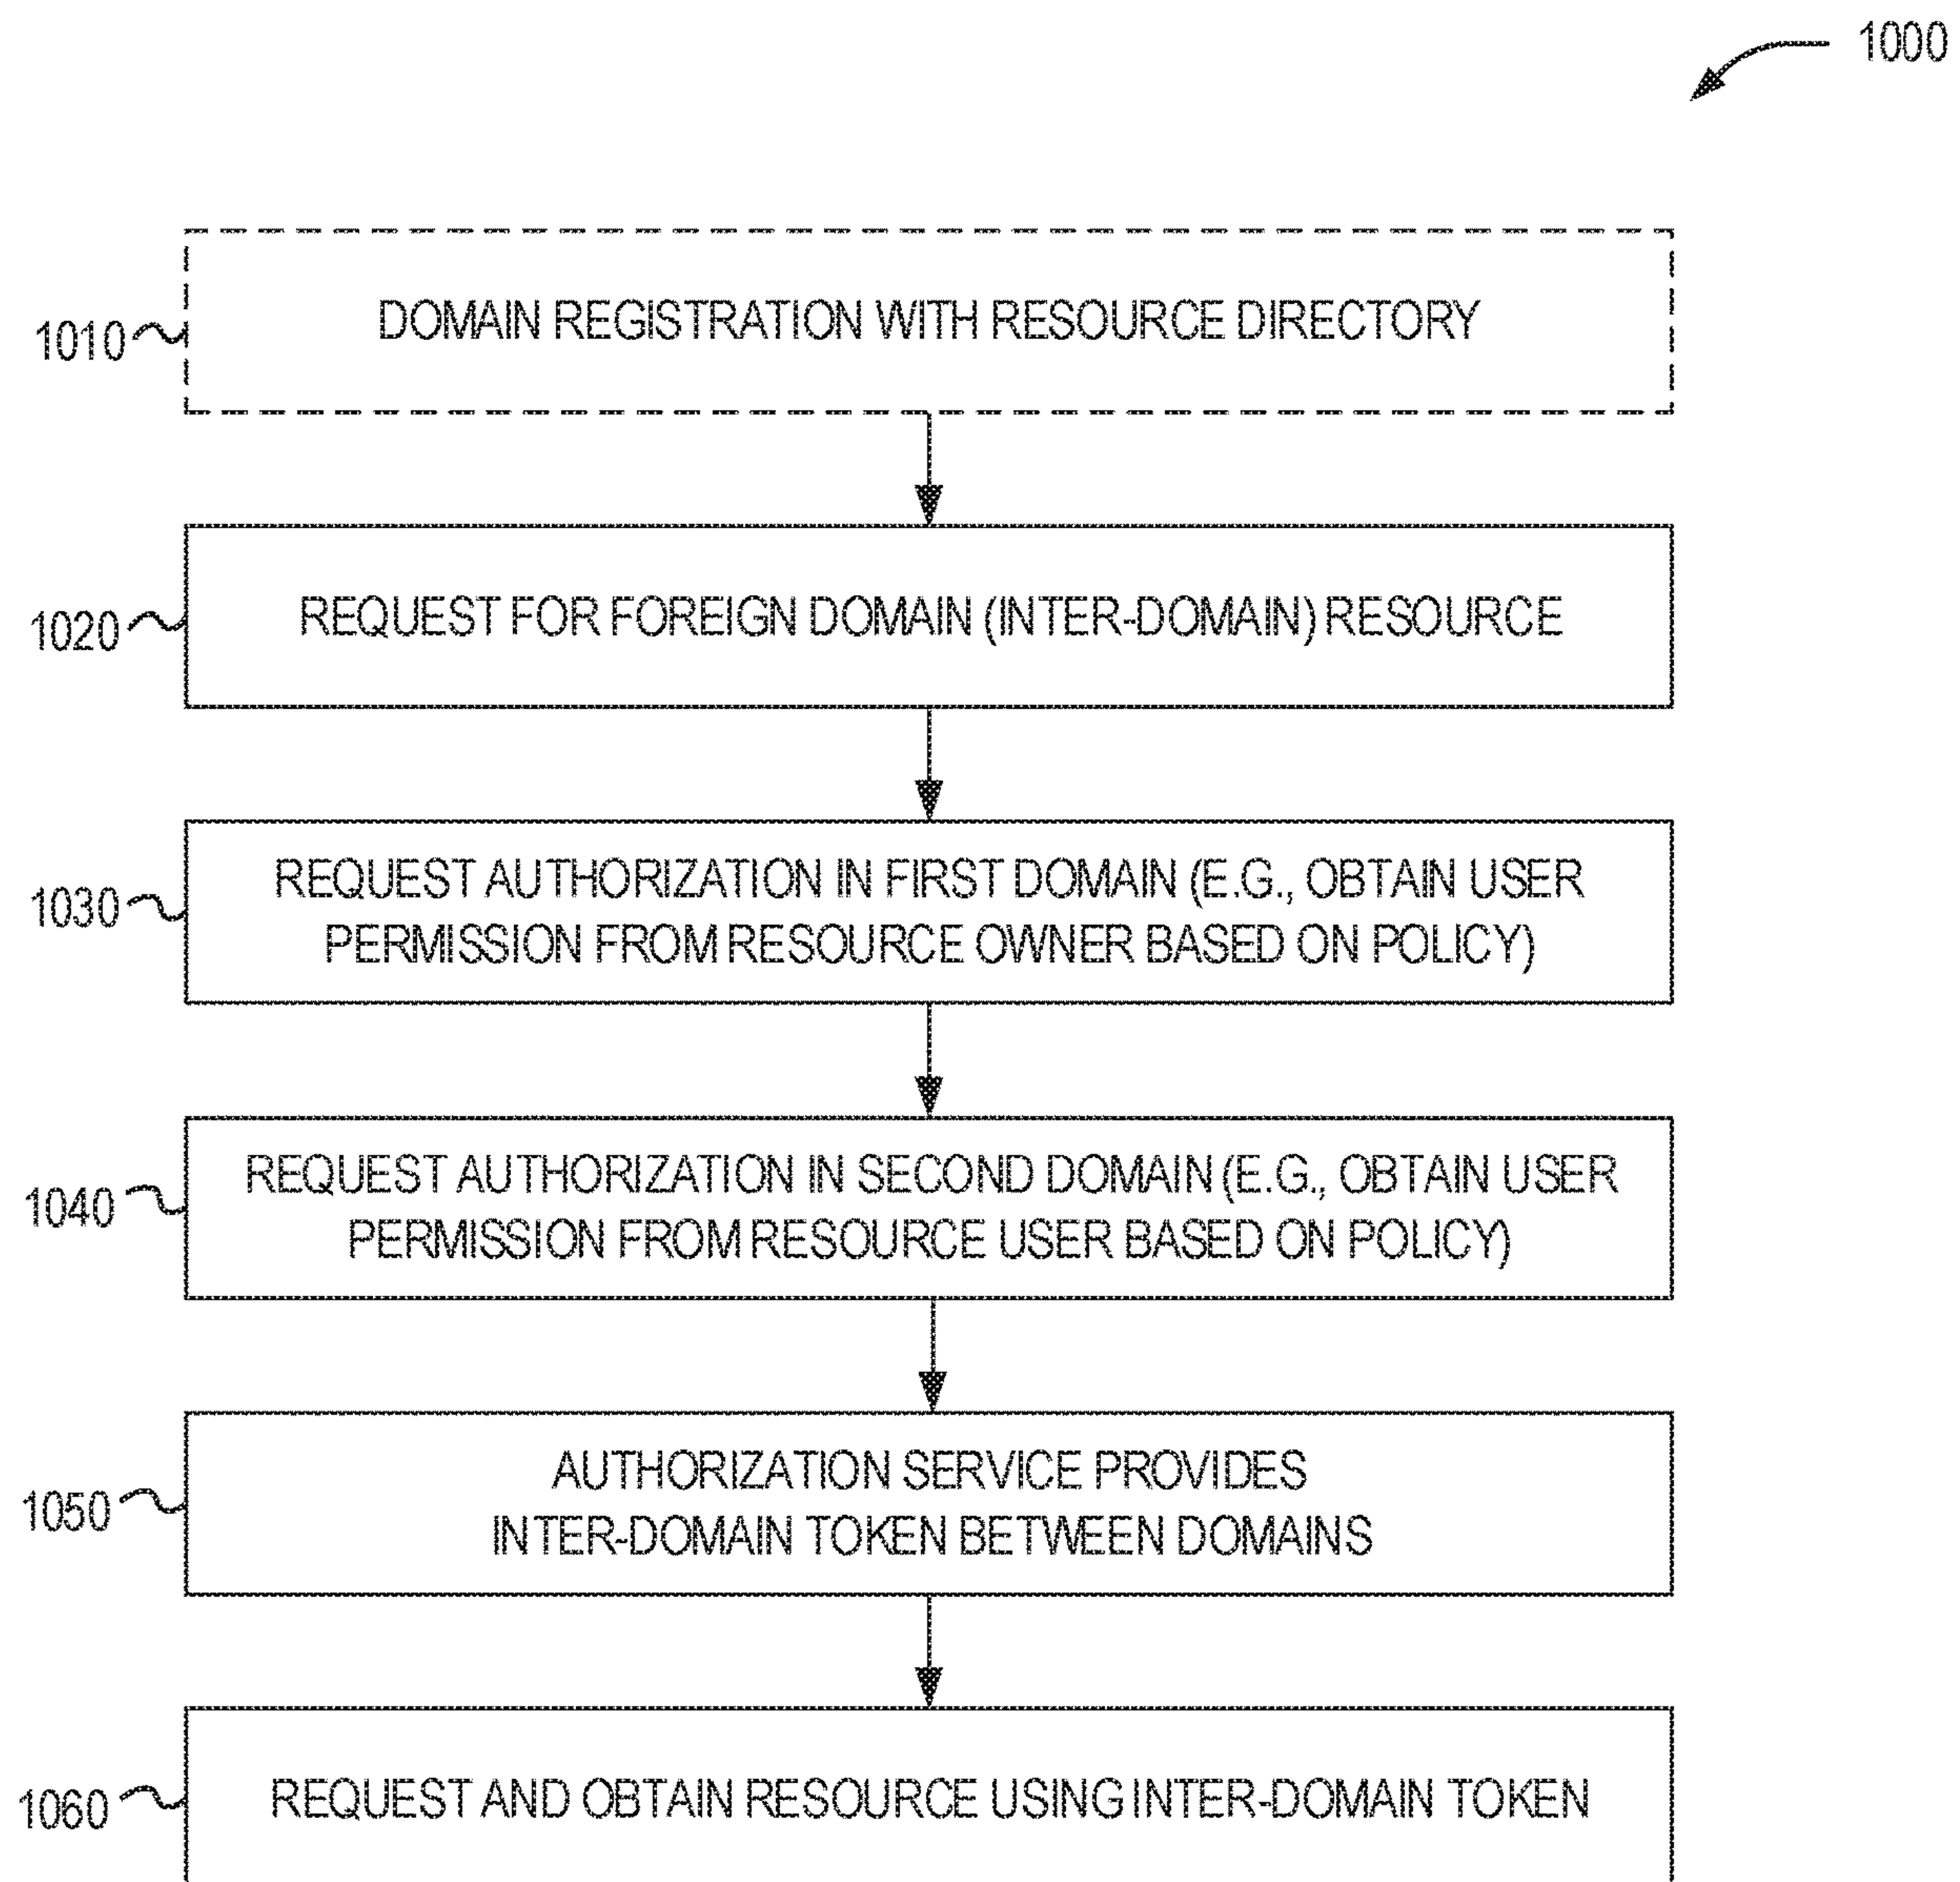 1000
1010
DOMAIN REGISTRATION WITH RESOURCE DIRECTORY
1020
REQUEST FOR FOREIGN DOMAIN (INTER-DOMAIN) RESOURCE
1030
REQUEST AUTHORIZATION IN FIRST DOMAIN (E.G., OBTAIN USER
PERMISSION FROM RESOURCE OWNER BASED ON POLICY)
1040
REQUEST AUTHORIZATION IN SECOND DOMAIN (E.G., OBTAIN USER
PERMISSION FROM RESOURCE USER BASED ON POLICY)
1050
AUTHORIZATION SERVICE PROVIDES
INTER-DOMAIN TOKEN BETWEEN DOMAINS
1060
REQUEST AND OBTAIN RESOURCE USING INTER-DOMAIN TOKEN